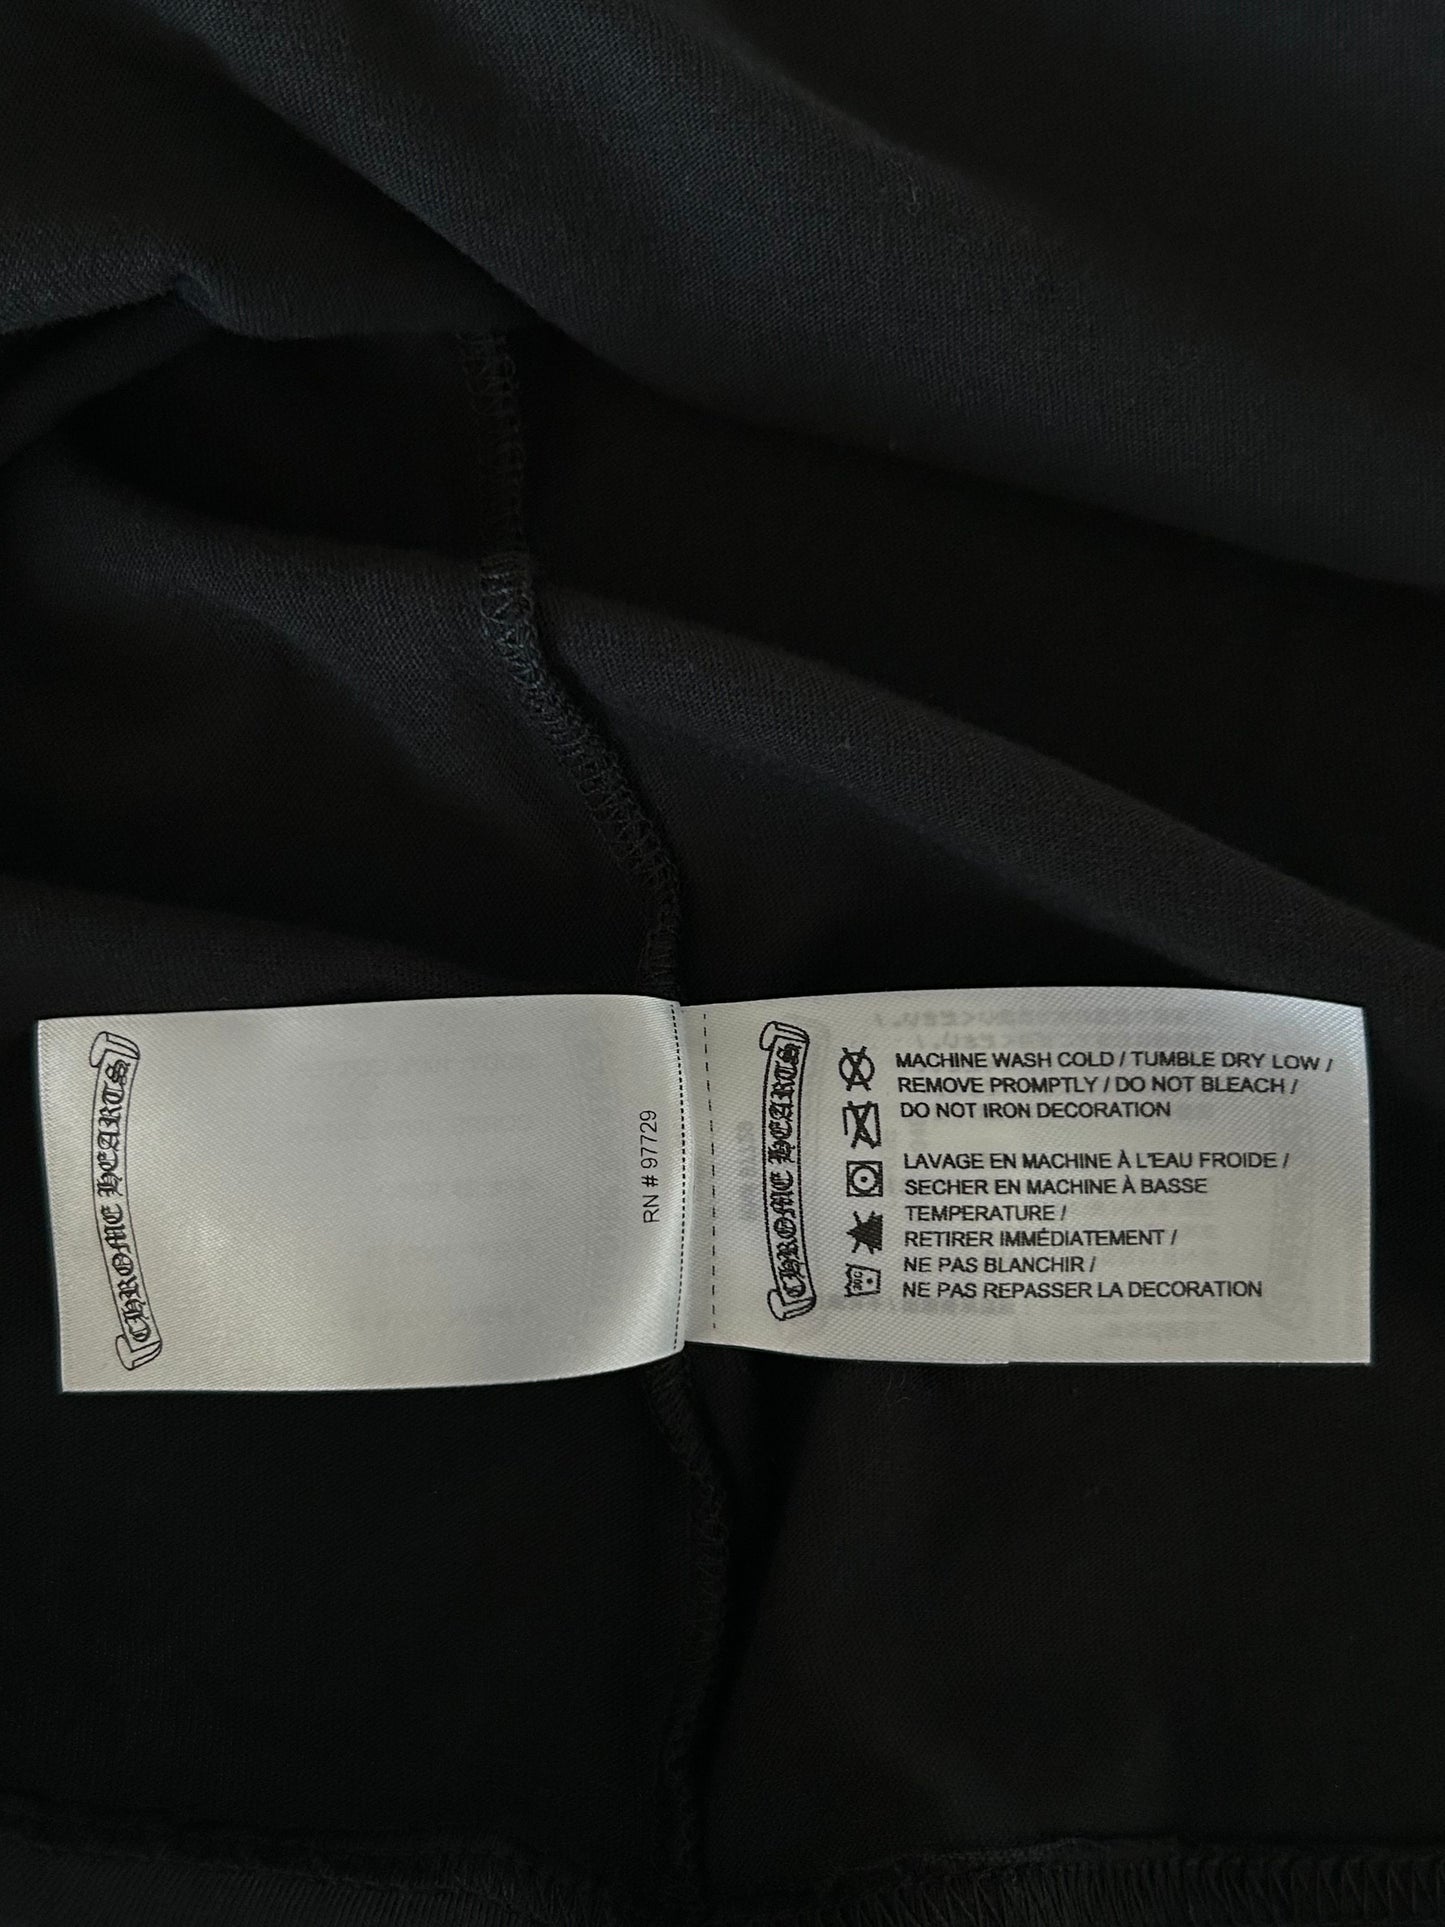 CHROME HEARTS
RN # 97729
CHROME HEARTS
MACHINE WASH COLD / TUMBLE DRY LOW /
REMOVE PROMPTLY / DO NOT BLEACH /
DO NOT IRON DECORATION
LAVAGE EN MACHINE À L'EAU FROIDE /
SECHER EN MACHINE À BASSE
TEMPERATURE /
RETIRER IMMÉDIATEMENT /
NE PAS BLANCHIR /
NE PAS REPASSER LA DECORATION